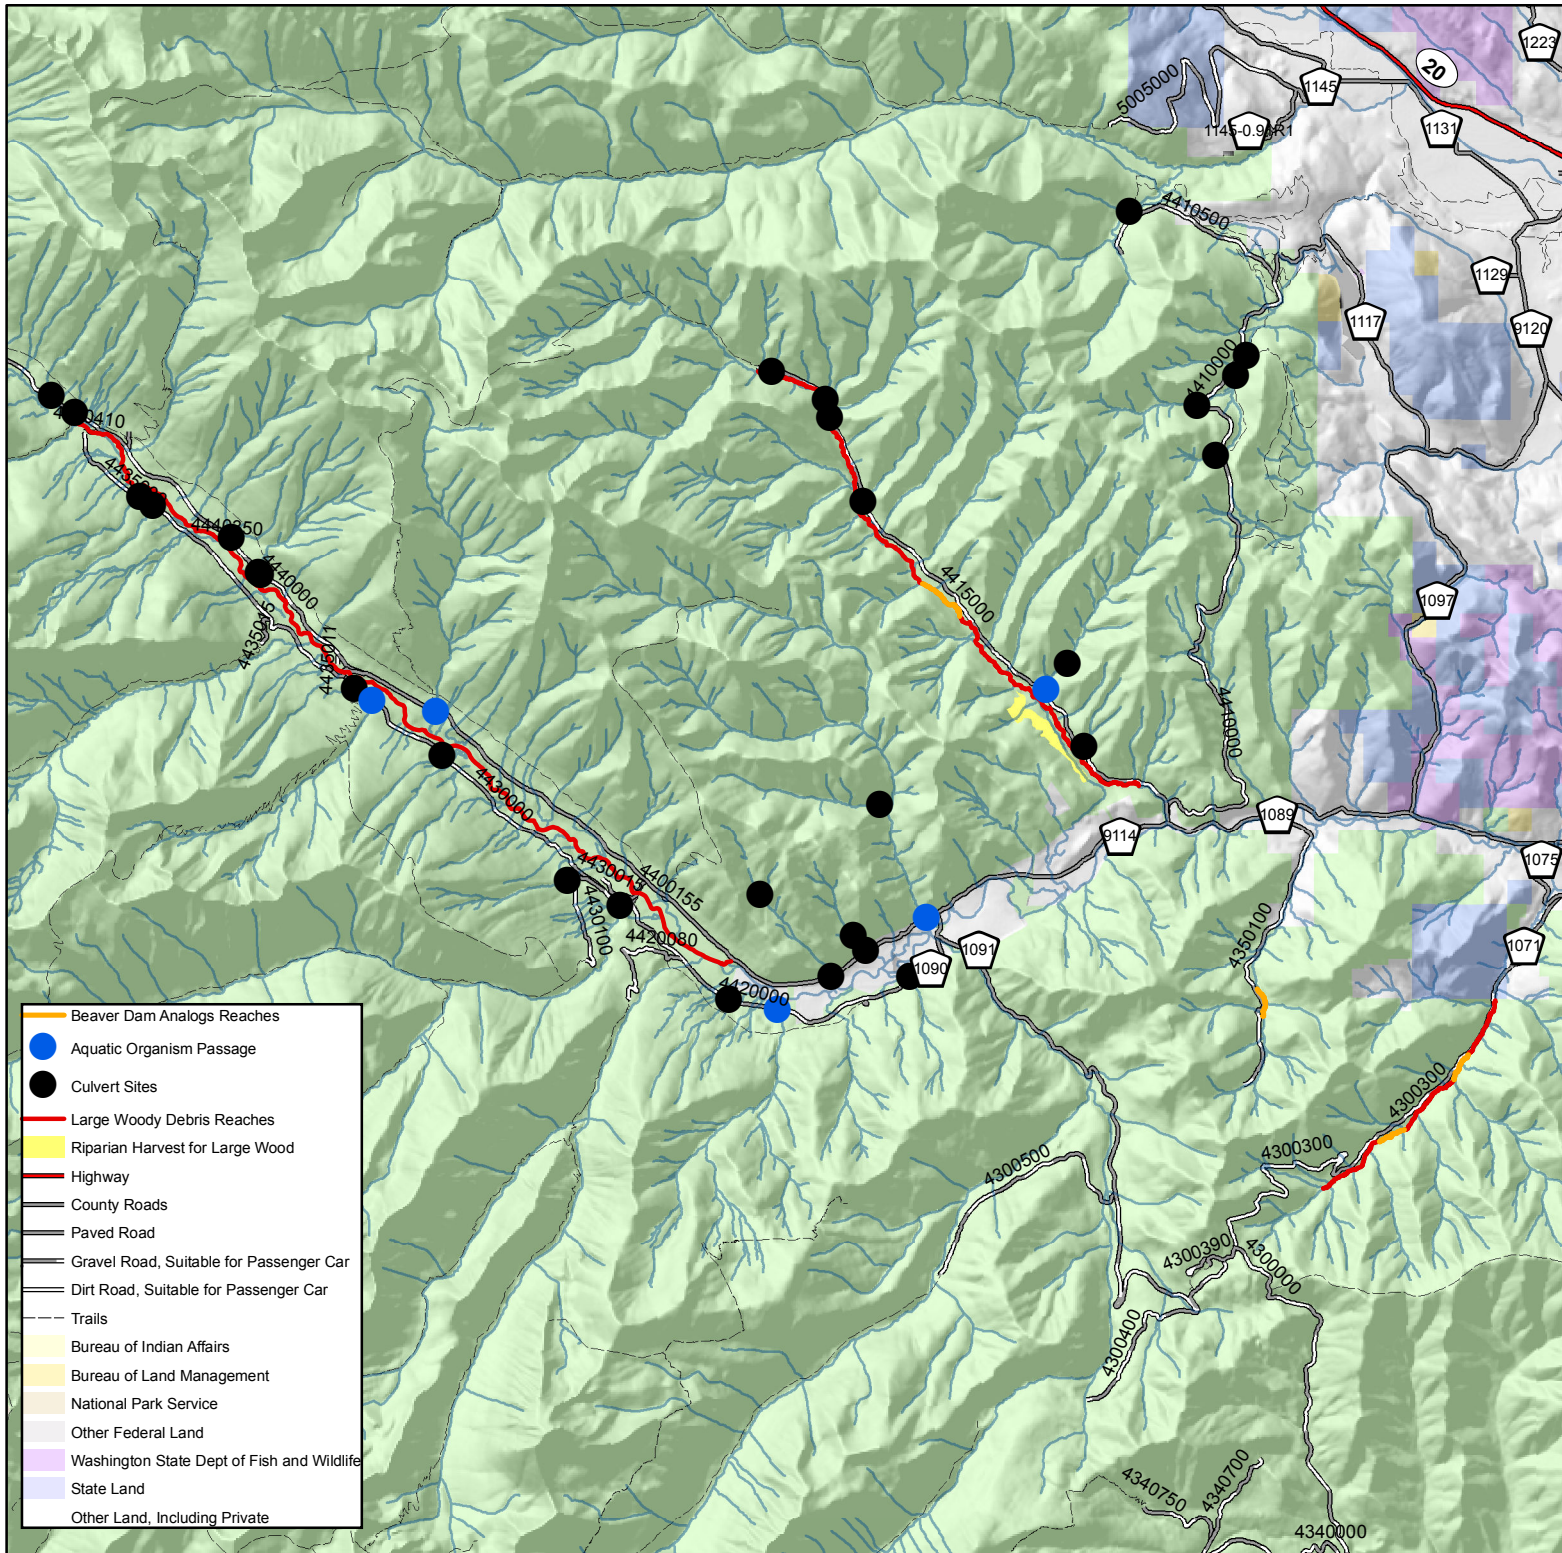 1223
20
1145
5005000
1131
1145-0.9
R1
4410500
1129
1117
9120
4410000
0410
4440250
4440000
4415000
1097
4435015
4435011
4410000
4430000
1089
9114
1075
4430015
4400155
4430100
4350100
4420080
1091
1090
1071
4420000
Beaver Dam Analogs Reaches
Aquatic Organism Passage
Culvert Sites
Large Woody Debris Reaches
Riparian Harvest for Large Wood
Highway
County Roads
Paved Road
Gravel Road, Suitable for Passenger Car
Dirt Road, Suitable for Passenger Car
Trails
Bureau of Indian Affairs
Bureau of Land Management
National Park Service
Other Federal Land
Washington State Dept of Fish and Wildlife
State Land
Other Land, Including Private
4300300
4300300
4300500
4300390
4300000
4300400
4340750
4340700
4340000